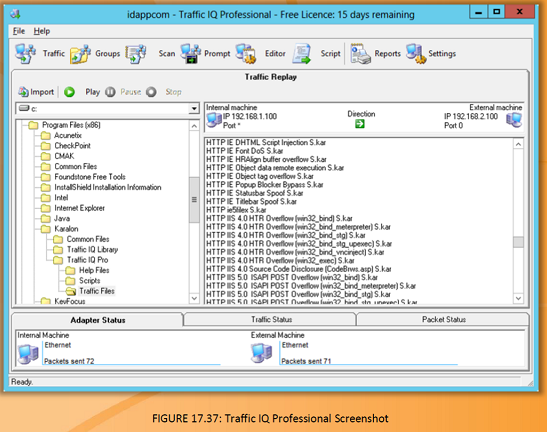 idappcom - Traffic IQ Professional - Free Licence: 15 days remaining
File Help
Traffic Groups Scan Prompt Editor Script Reports Settings
Traffic Replay
Import Play Pause Stop
c:
Internal machine
IP 192.168.1.100
Port *
Direction
External machine
IP 192.168.2.100
Port 0
Program Files (x86)
Acunetix
CheckPoint
CMAK
Common Files
Foundstone Free Tools
InstallShield Installation Information
Intel
Internet Explorer
Java
Karalon
Common Files
Traffic IQ Library
Traffic IQ Pro
Help Files
Scripts
Traffic Files
KeyFocus
HTTP IE DHTML Script Injection S.kar
HTTP IE Font DoS S.kar
HTTP IE HRAlign buffer overflow S.kar
HTTP IE Object data remote execution S.kar
HTTP IE Object tag overflow S.kar
HTTP IE Popup Blocker Bypass S.kar
HTTP IE Statusbar Spoof S.kar
HTTP IE Titlebar Spoof S.kar
HTTP ie5filex S.kar
HTTP IIS 4.0 HTR Overflow (win32_bind) S.kar
HTTP IIS 4.0 HTR Overflow (win32_bind_meterpreter) S.kar
HTTP IIS 4.0 HTR Overflow (win32_bind_stg) S.kar
HTTP IIS 4.0 HTR Overflow (win32_bind_stg_upexec) S.kar
HTTP IIS 4.0 HTR Overflow (win32_bind_vncinject) S.kar
HTTP IIS 4.0 HTR Overflow (win32_exec) S.kar
HTTP IIS 4.0 Source Code Disclosure (CodeBrws.asp) S.kar
HTTP IIS 5.0 ISAPI POST Overflow (win32_bind) S.kar
HTTP IIS 5.0 ISAPI POST Overflow (win32_bind_meterpreter) S.kar
HTTP IIS 5.0 ISAPI POST Overflow (win32_bind_stg) S.kar
HTTP IIS 5.0 ISAPI POST Overflow (win32_bind_stg_upexec) S.kar
Adapter Status Traffic Status Packet Status
Internal Machine
Ethernet
Packets sent 72
External Machine
Ethernet
Packets sent 71
Ready.
FIGURE 17.37: Traffic IQ Professional Screenshot